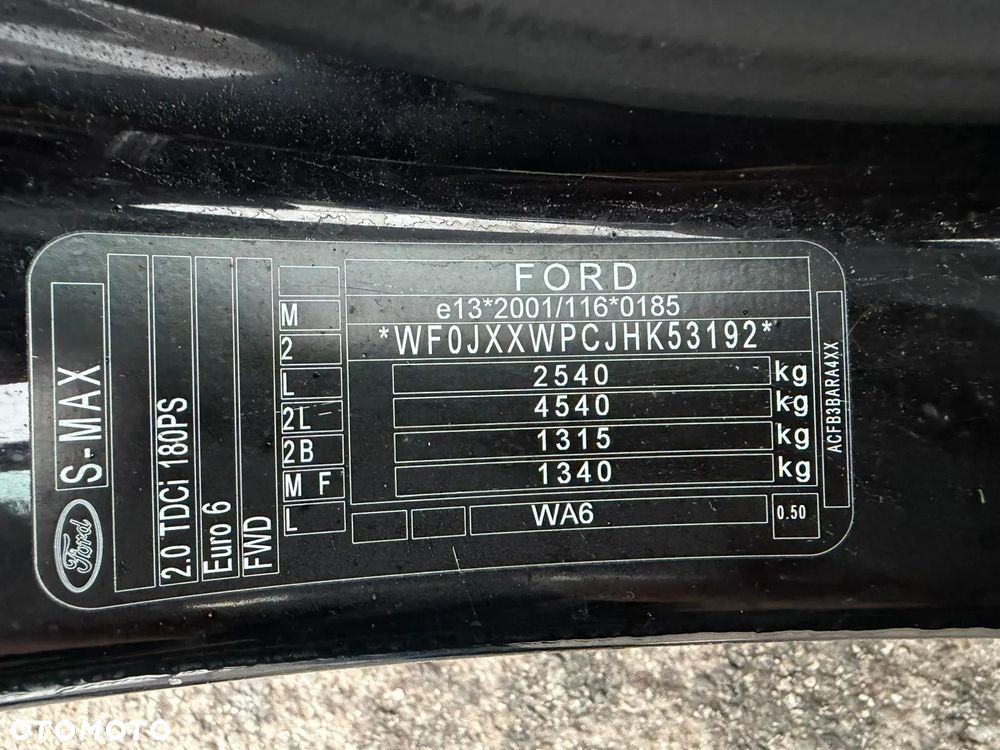 FORD
e13*2001/116*0185
*WF0JXXWPCJHK53192*
2540 kg
4540 kg
1315 kg
1340 kg
WA6 0.50
M
2
L
2L
2B
M F
L
Ford
S-MAX
2.0 TDCi 180PS
Euro 6
FWD
ACFB3BARA4XX
OTOMOTO